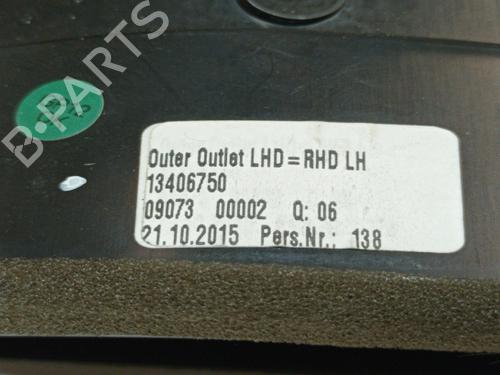 B-PARTS
Outer Outlet LHD=RHD LH
13406750
09073 00002 Q: 06
21.10.2015 Pers.Nr.: 138